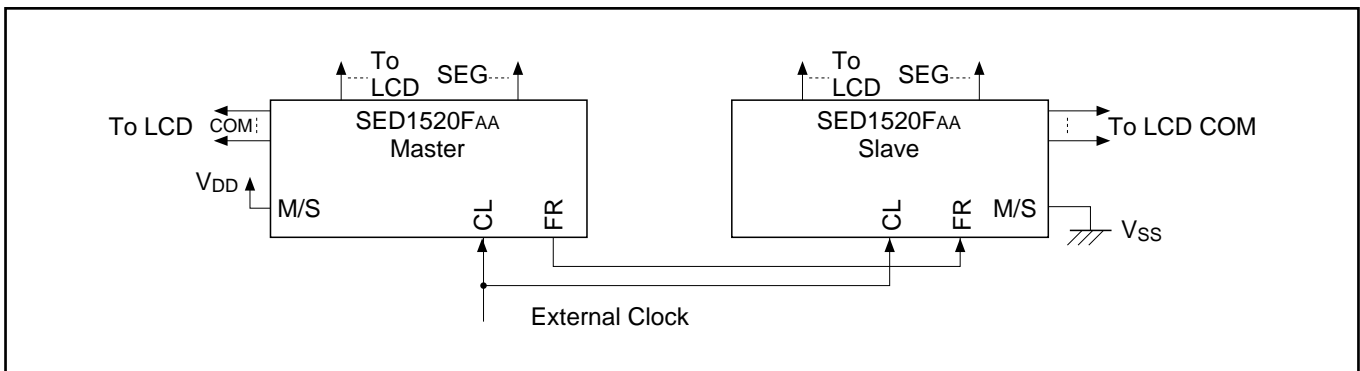 To
LCD
SEG
To LCD
COM
SED1520FAA
Master
VDD
M/S
CL
FR
To
LCD
SEG
SED1520FAA
Slave
To LCD COM
CL
FR
M/S
VSS
External Clock